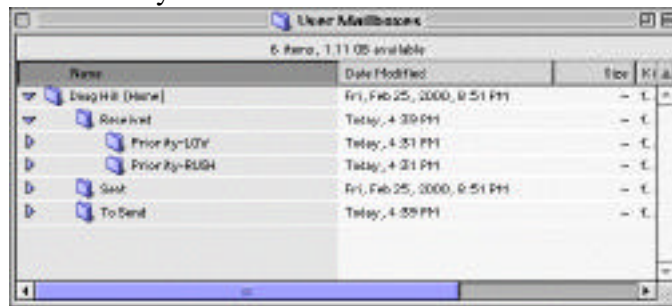 User Mailboxes
6 items, 1.11 GB available
Name Date Modified Size
Doug Hill (Home) Fri, Feb 25, 2000, 8:51 PM –
Received Today, 4:39 PM –
Priority-LOW Today, 4:31 PM –
Priority-RUSH Today, 4:31 PM –
Sent Fri, Feb 25, 2000, 8:51 PM –
To Send Today, 4:39 PM –